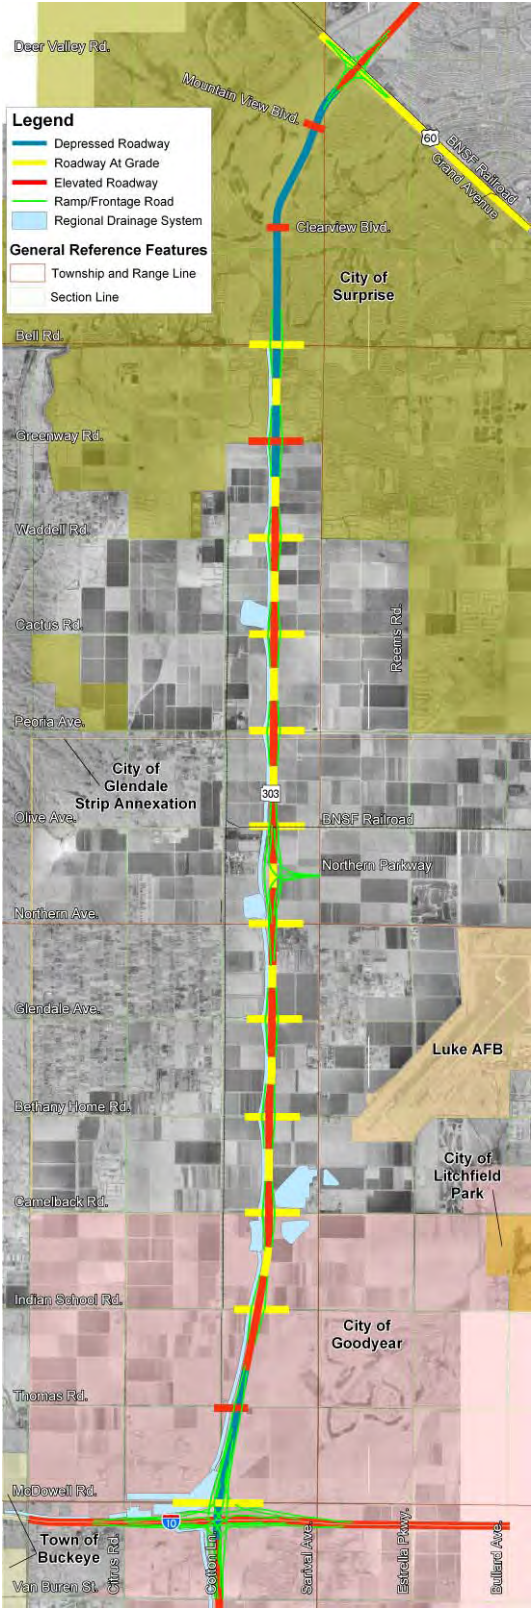 Deer Valley Rd.
Mountain View Blvd.
60
BNSF Railroad
Grand Avenue
Legend
Depressed Roadway
Roadway At Grade
Elevated Roadway
Ramp/Frontage Road
Regional Drainage System
General Reference Features
Township and Range Line
Section Line
Clearview Blvd.
City of
Surprise
Bell Rd.
Greenway Rd.
Waddell Rd.
Cactus Rd.
Reems Rd.
Peoria Ave.
City of
Glendale
Strip Annexation
303
Olive Ave.
BNSF Railroad
Northern Parkway
Northern Ave.
Glendale Ave.
Luke AFB
Bethany Home Rd.
City of
Litchfield
Park
Camelback Rd.
Indian School Rd.
City of
Goodyear
Thomas Rd.
McDowell Rd.
10
Town of
Buckeye
Van Buren St.
Citrus Rd.
Cotton Ln.
Sarival Ave.
Estrella Pkwy.
Bullard Ave.